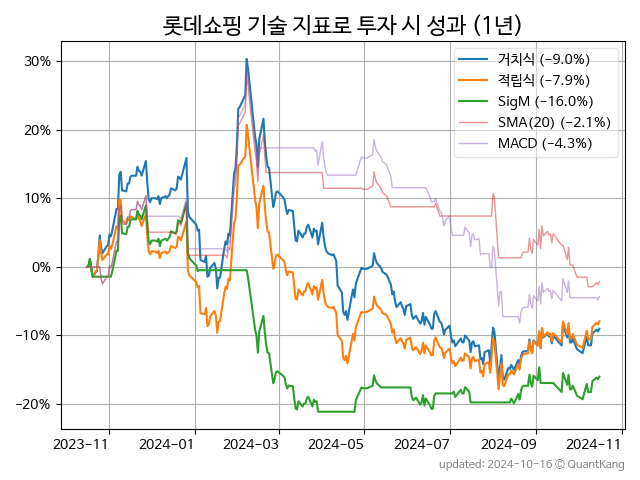 롯데쇼핑 기술 지표로 투자 시 성과 (1년)
거치식 (−9.0%)
적립식 (−7.9%)
SigM (−16.0%)
SMA(20) (−2.1%)
MACD (−4.3%)
30%
20%
10%
0%
−10%
−20%
2023-11 2024-01 2024-03 2024-05 2024-07 2024-09 2024-11
updated: 2024-10-16 © QuantKang